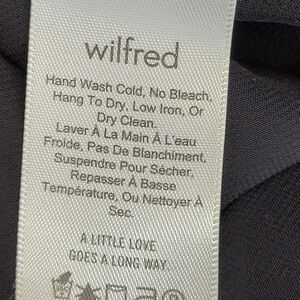 wilfred
Hand Wash Cold, No Bleach,
Hang To Dry, Low Iron, Or
Dry Clean.
Laver À La Main À L'eau
Froide, Pas De Blanchiment,
Suspendre Pour Sécher,
Repasser À Basse
Température, Ou Nettoyer À
Sec.
A LITTLE LOVE
GOES A LONG WAY.